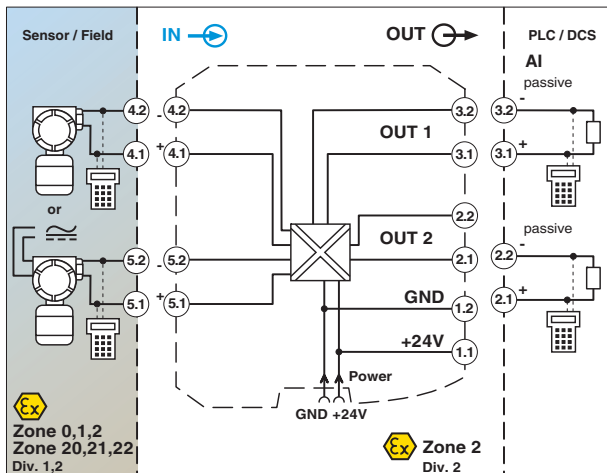 Sensor / Field
IN
OUT
PLC / DCS
AI
passive
4.2
-
4.2
3.2
3.2
-
OUT 1
4.1
+
4.1
3.1
3.1
+
or
2.2
passive
OUT 2
5.2
-
5.2
2.1
2.2
-
5.1
+
5.1
GND
1.2
2.1
+
+24V
1.1
Power
GND +24V
Ex
Zone 0,1,2
Zone 20,21,22
Div. 1,2
Ex
Zone 2
Div. 2